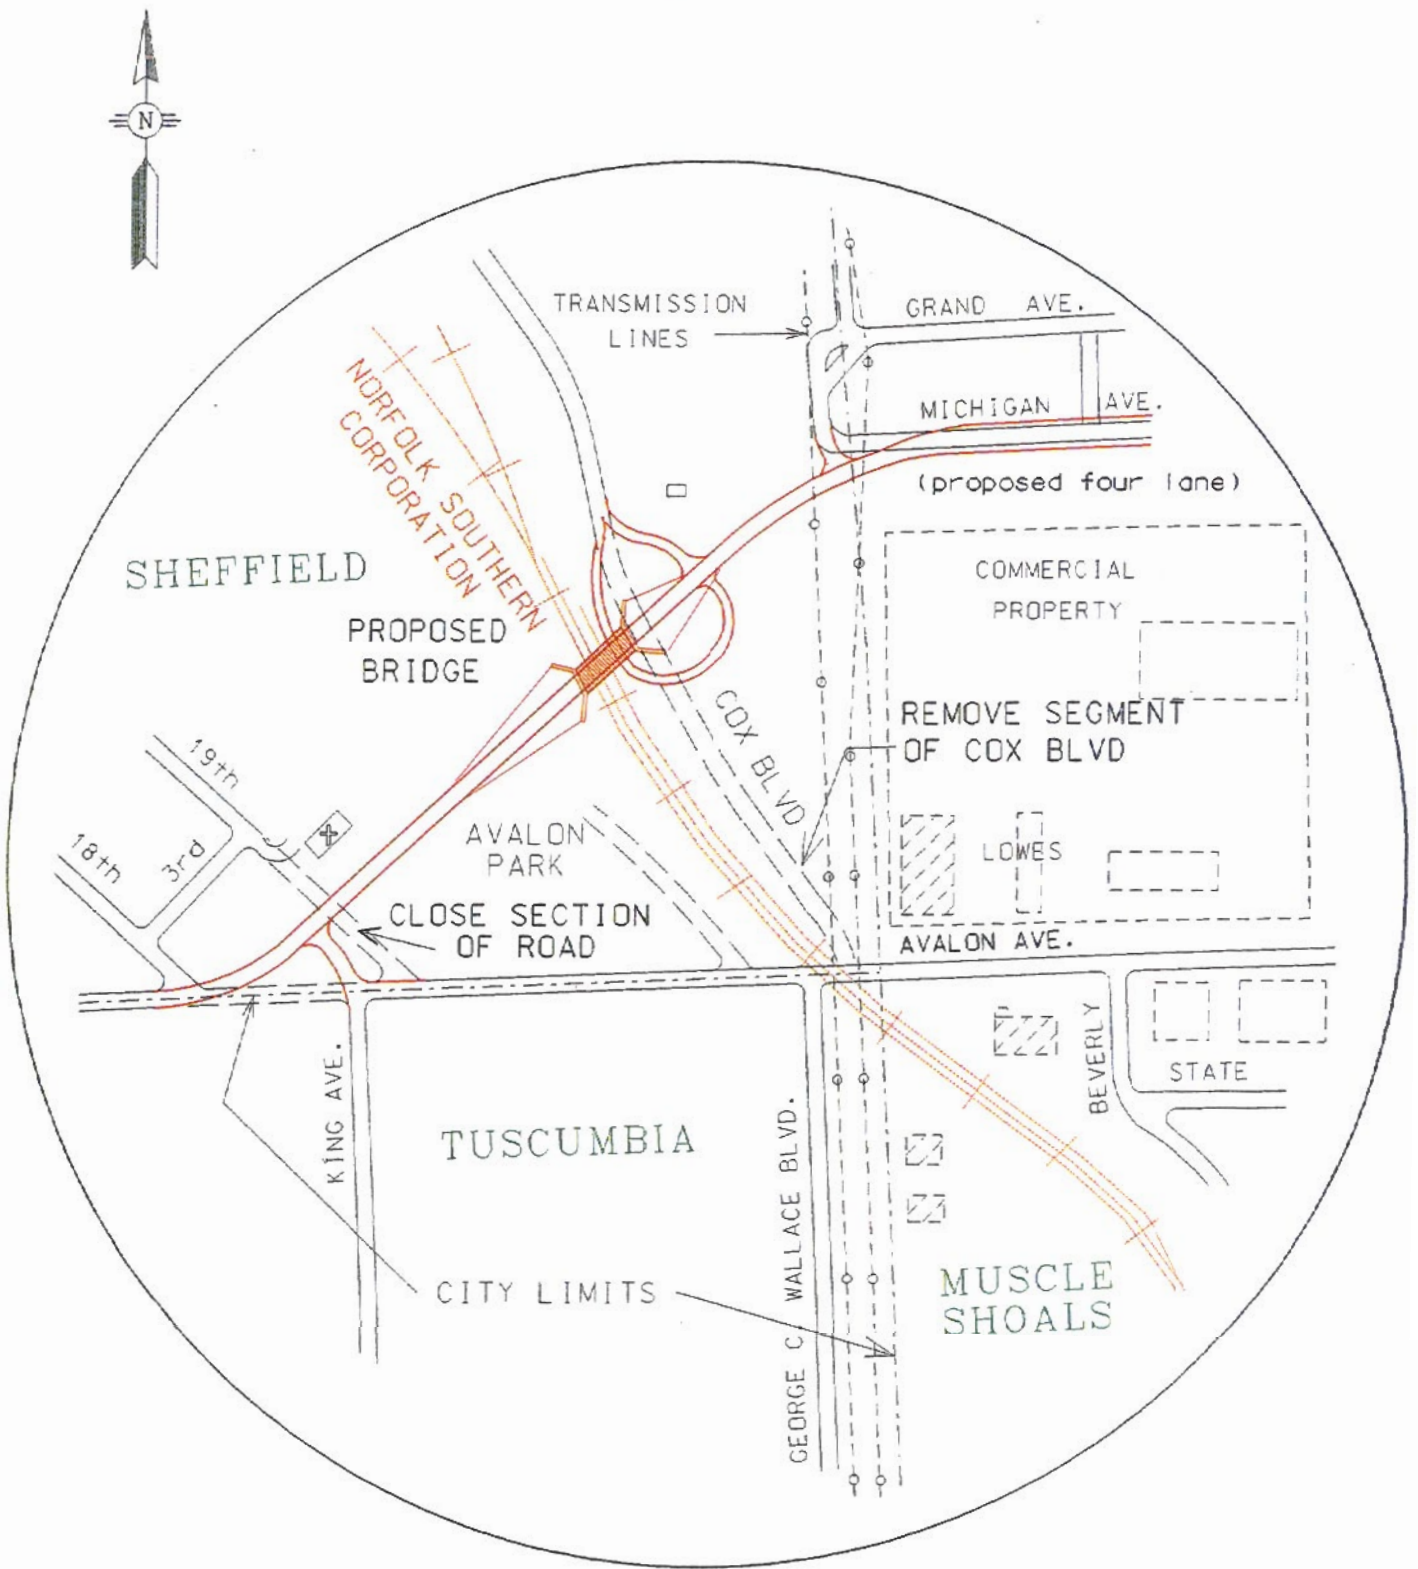 N
TRANSMISSION
LINES
GRAND AVE.
MICHIGAN AVE.
(proposed four lane)
NORFOLK SOUTHERN
CORPORATION
SHEFFIELD
PROPOSED
BRIDGE
COMMERCIAL
PROPERTY
COX BLVD
REMOVE SEGMENT
OF COX BLVD
19th
18th
3rd
AVALON
PARK
LOWES
CLOSE SECTION
OF ROAD
AVALON AVE.
KING AVE.
TUSCUMBIA
GEORGE C. WALLACE BLVD.
BEVERLY
STATE
CITY LIMITS
MUSCLE
SHOALS